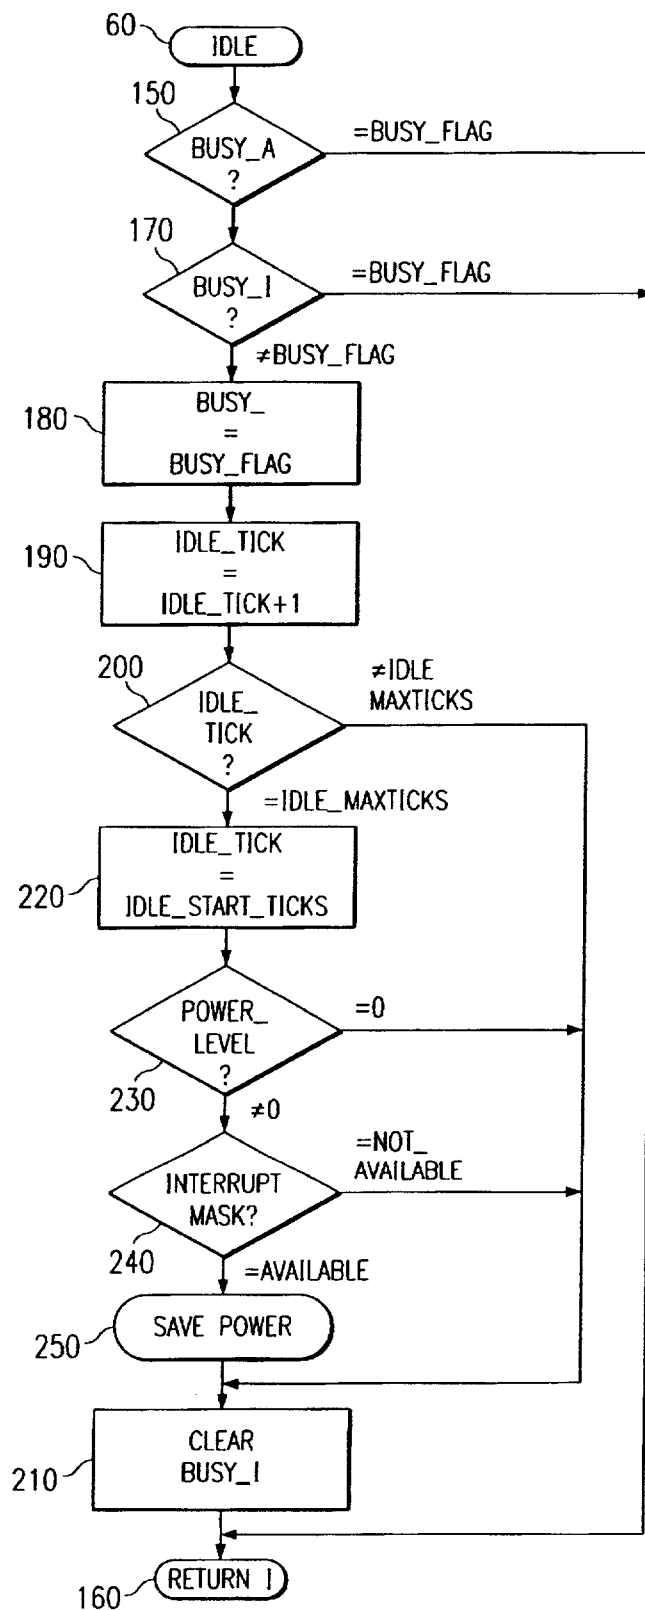 60
IDLE
150
BUSY_A
?
=BUSY_FLAG
170
BUSY_I
?
=BUSY_FLAG
≠BUSY_FLAG
180
BUSY_
=
BUSY_FLAG
190
IDLE_TICK
=
IDLE_TICK+1
200
IDLE_
TICK
?
≠IDLE
MAXTICKS
=IDLE_MAXTICKS
220
IDLE_TICK
=
IDLE_START_TICKS
POWER_
LEVEL
?
=0
230
≠0
INTERRUPT
MASK?
=NOT_
AVAILABLE
240
=AVAILABLE
250
SAVE POWER
210
CLEAR
BUSY_I
160
RETURN I